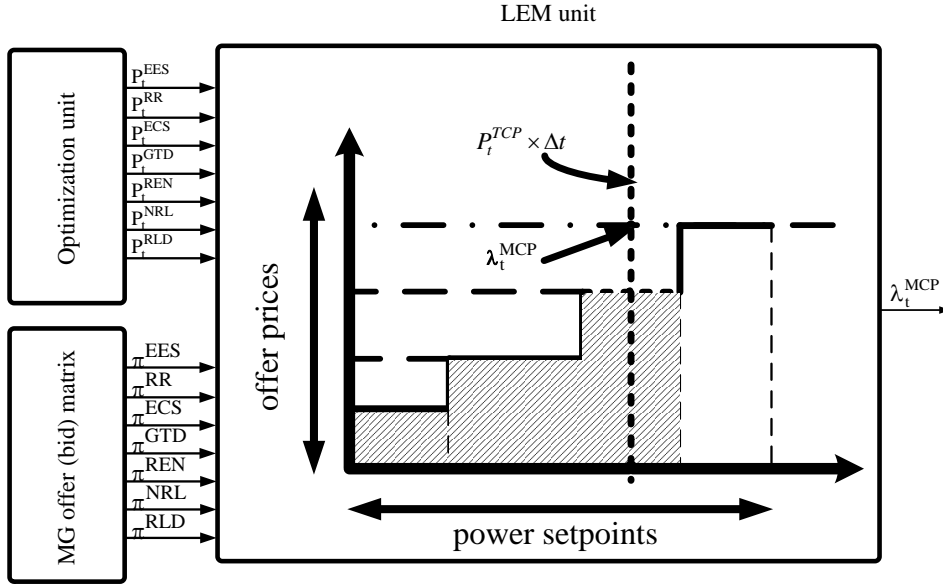 LEM unit
Optimization unit
P_t^EES
P_t^RR
P_t^ECS
P_t^GTD
P_t^REN
P_t^NRL
P_t^RLD
MG offer (bid) matrix
π^EES
π^RR
π^ECS
π^GTD
π^REN
π^NRL
π^RLD
offer prices
P_t^TCP × Δt
λ_t^MCP
power setpoints
λ_t^MCP